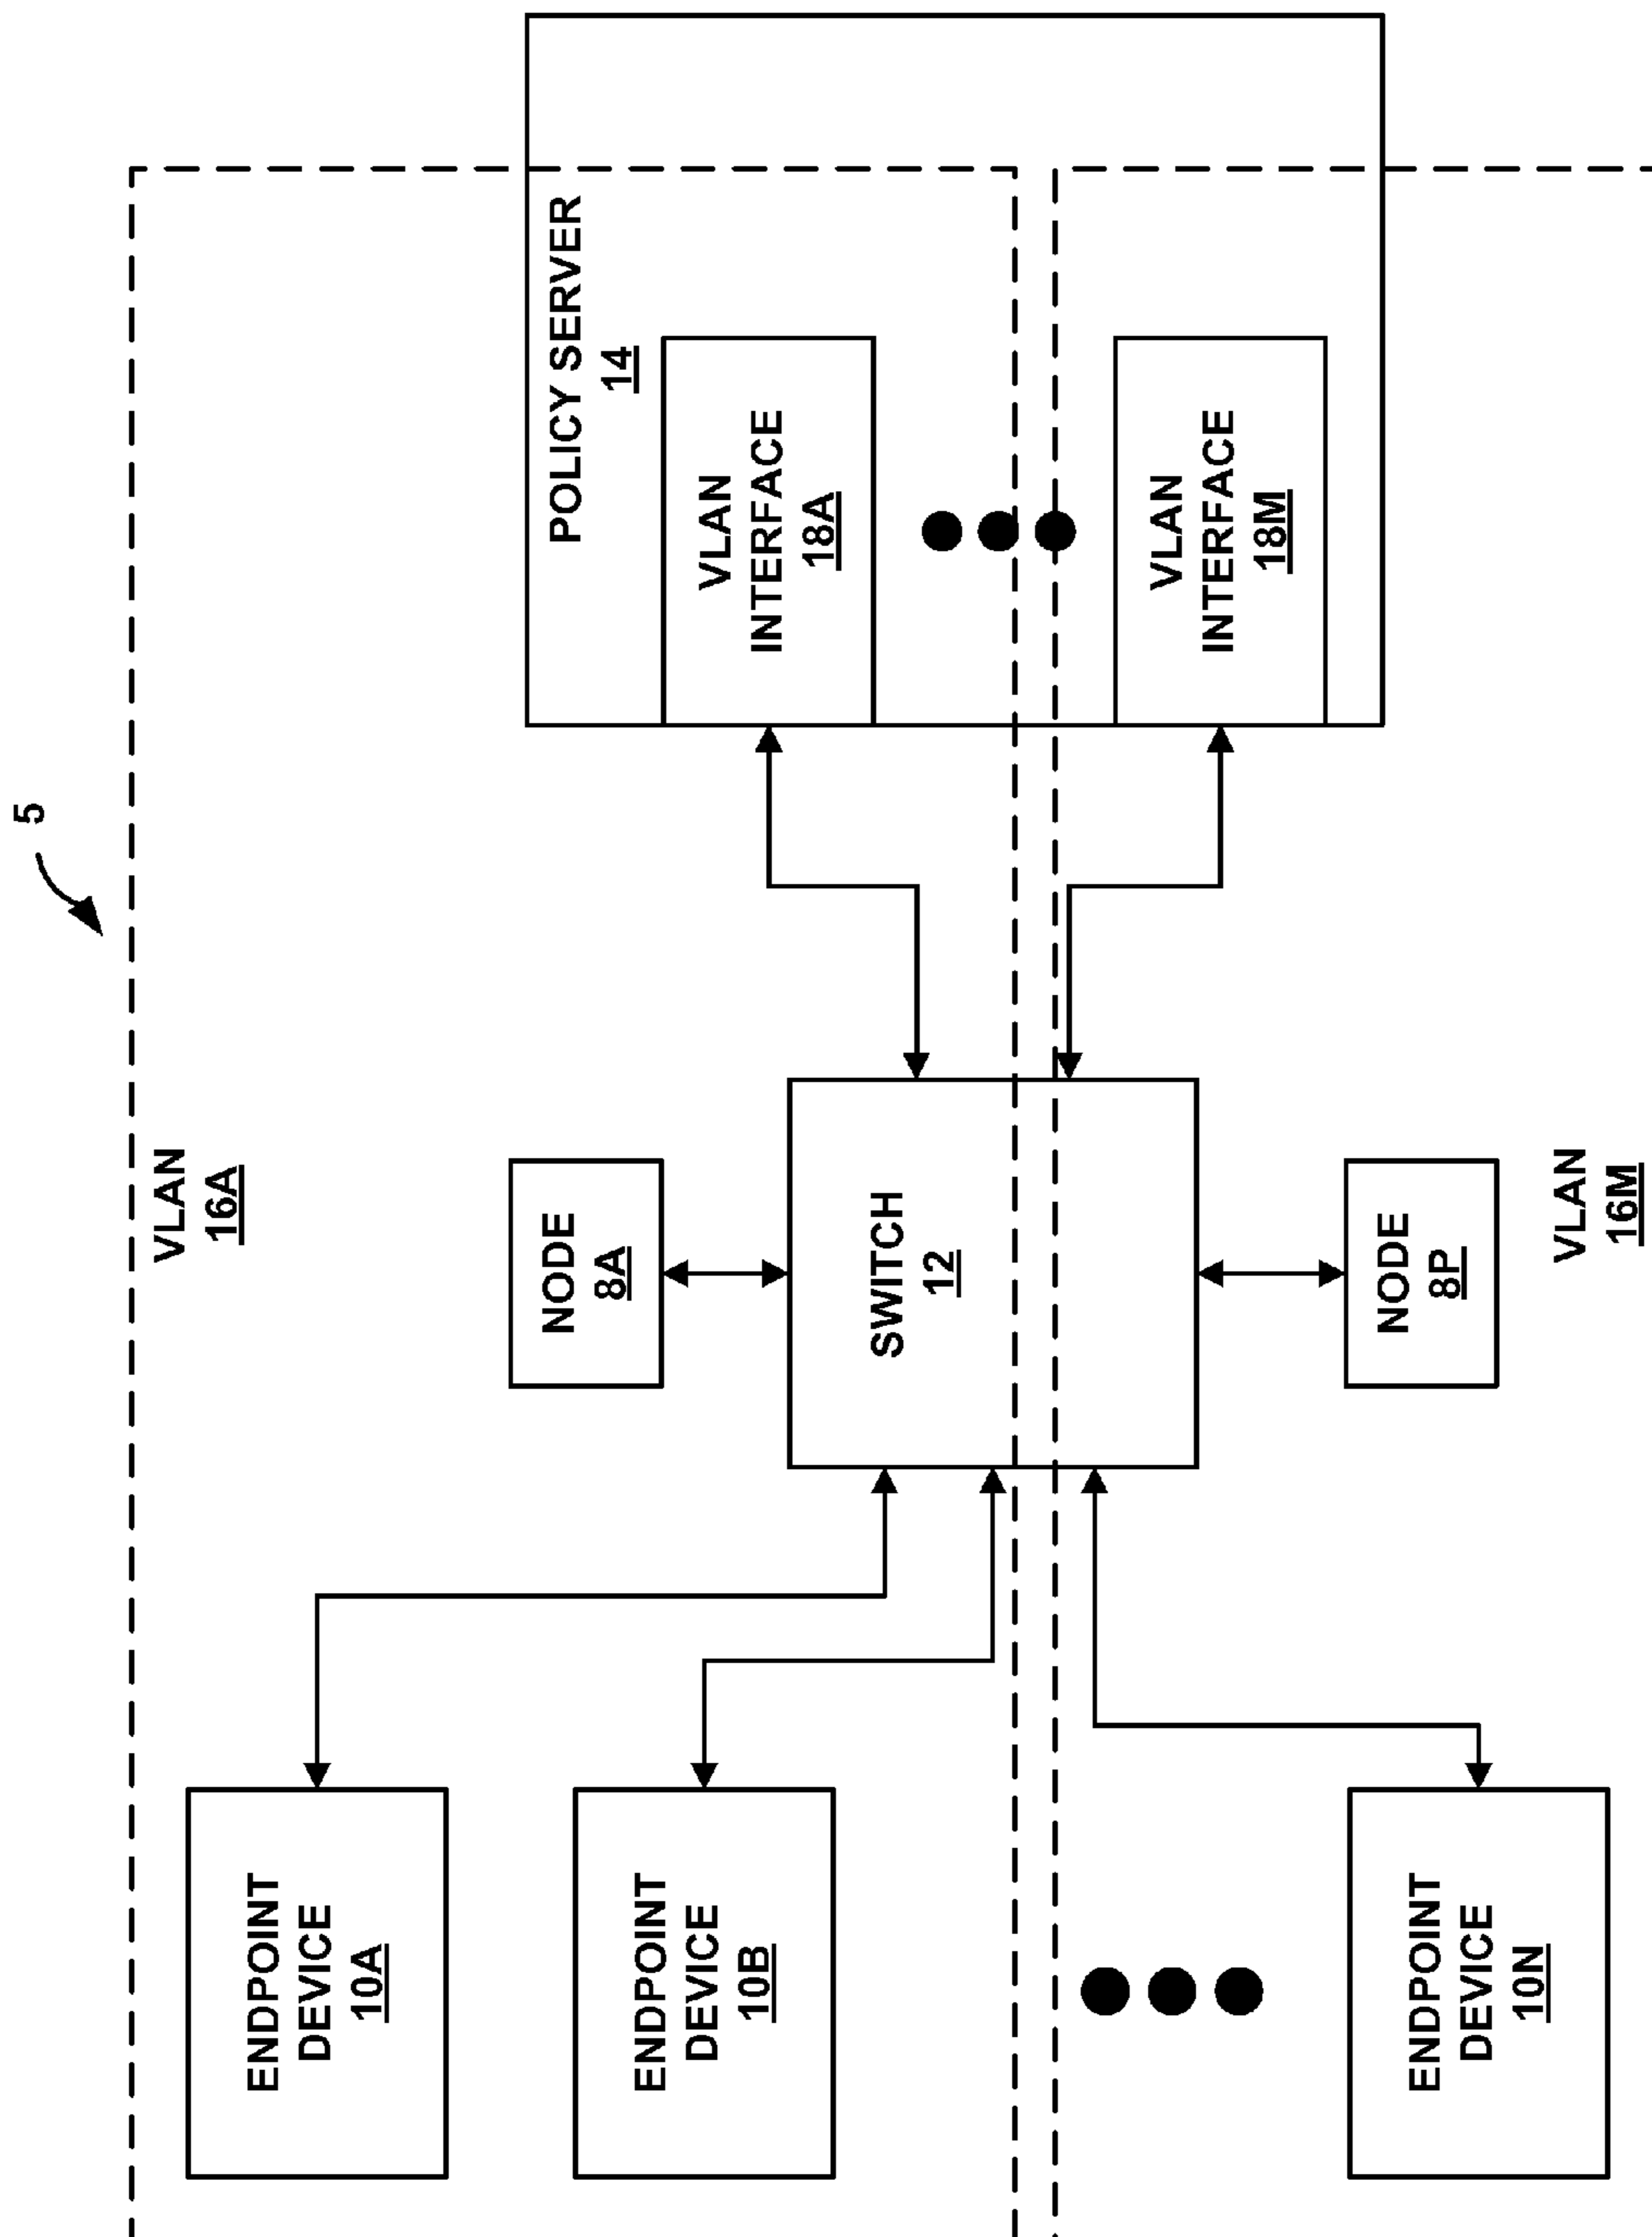 5
VLAN
16A
ENDPOINT
DEVICE
10A
NODE
8A
POLICY SERVER
14
VLAN
INTERFACE
18A
ENDPOINT
DEVICE
10B
SWITCH
12
VLAN
INTERFACE
18M
ENDPOINT
DEVICE
10N
NODE
8P
VLAN
16M